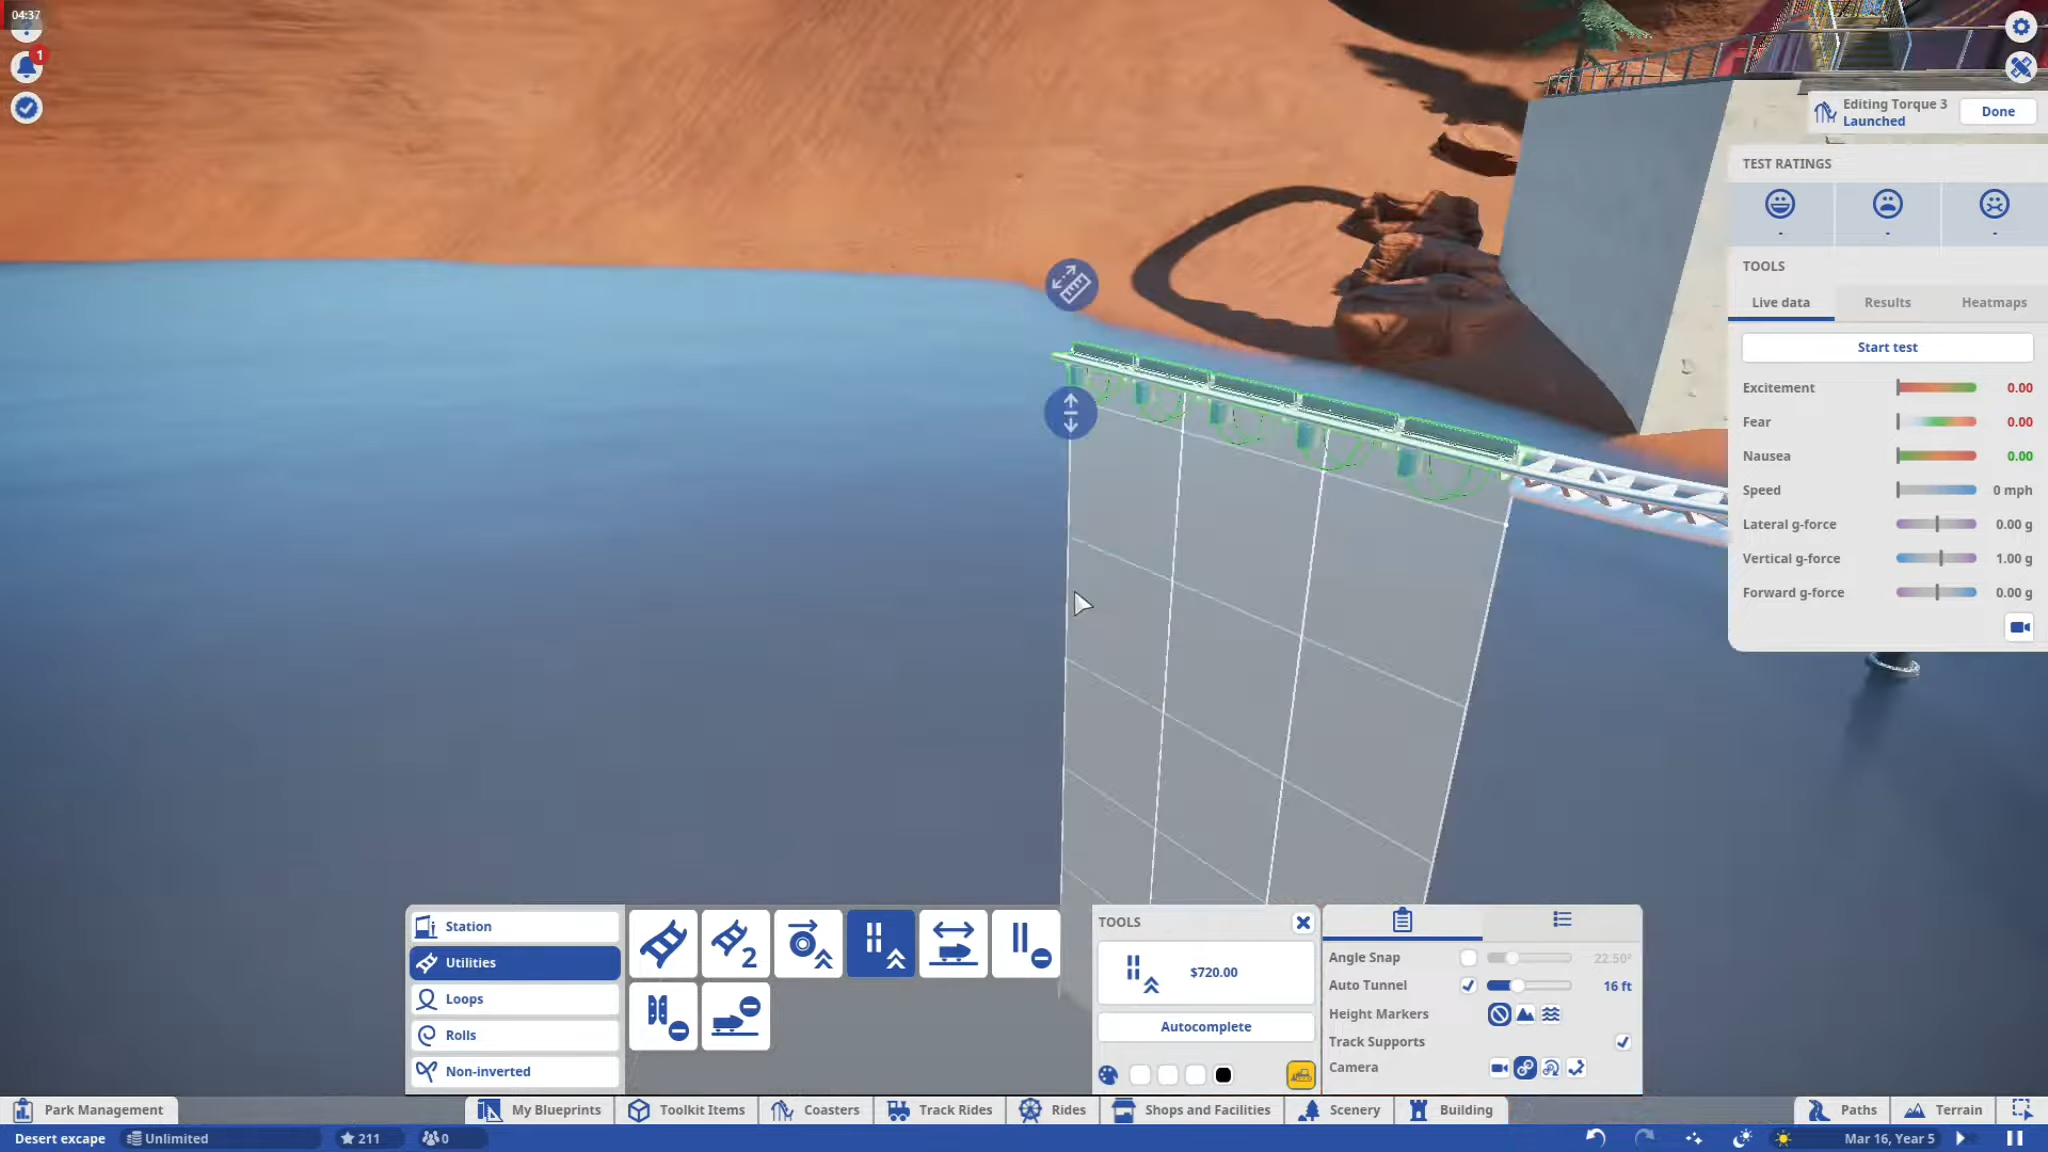 04:37
1
Editing Torque 3
Launched
Done
TEST RATINGS
- - -
TOOLS
Live data Results Heatmaps
Start test
Excitement 0.00
Fear 0.00
Nausea 0.00
Speed 0 mph
Lateral g-force 0.00 g
Vertical g-force 1.00 g
Forward g-force 0.00 g
Station
Utilities
Loops
Rolls
Non-inverted
2
TOOLS
$720.00
Autocomplete
Angle Snap 22.50°
Auto Tunnel 16 ft
Height Markers
Track Supports
Camera
Park Management My Blueprints Toolkit Items Coasters Track Rides Rides Shops and Facilities Scenery Building Paths Terrain
Desert escape Unlimited 211 0 Mar 16, Year 5